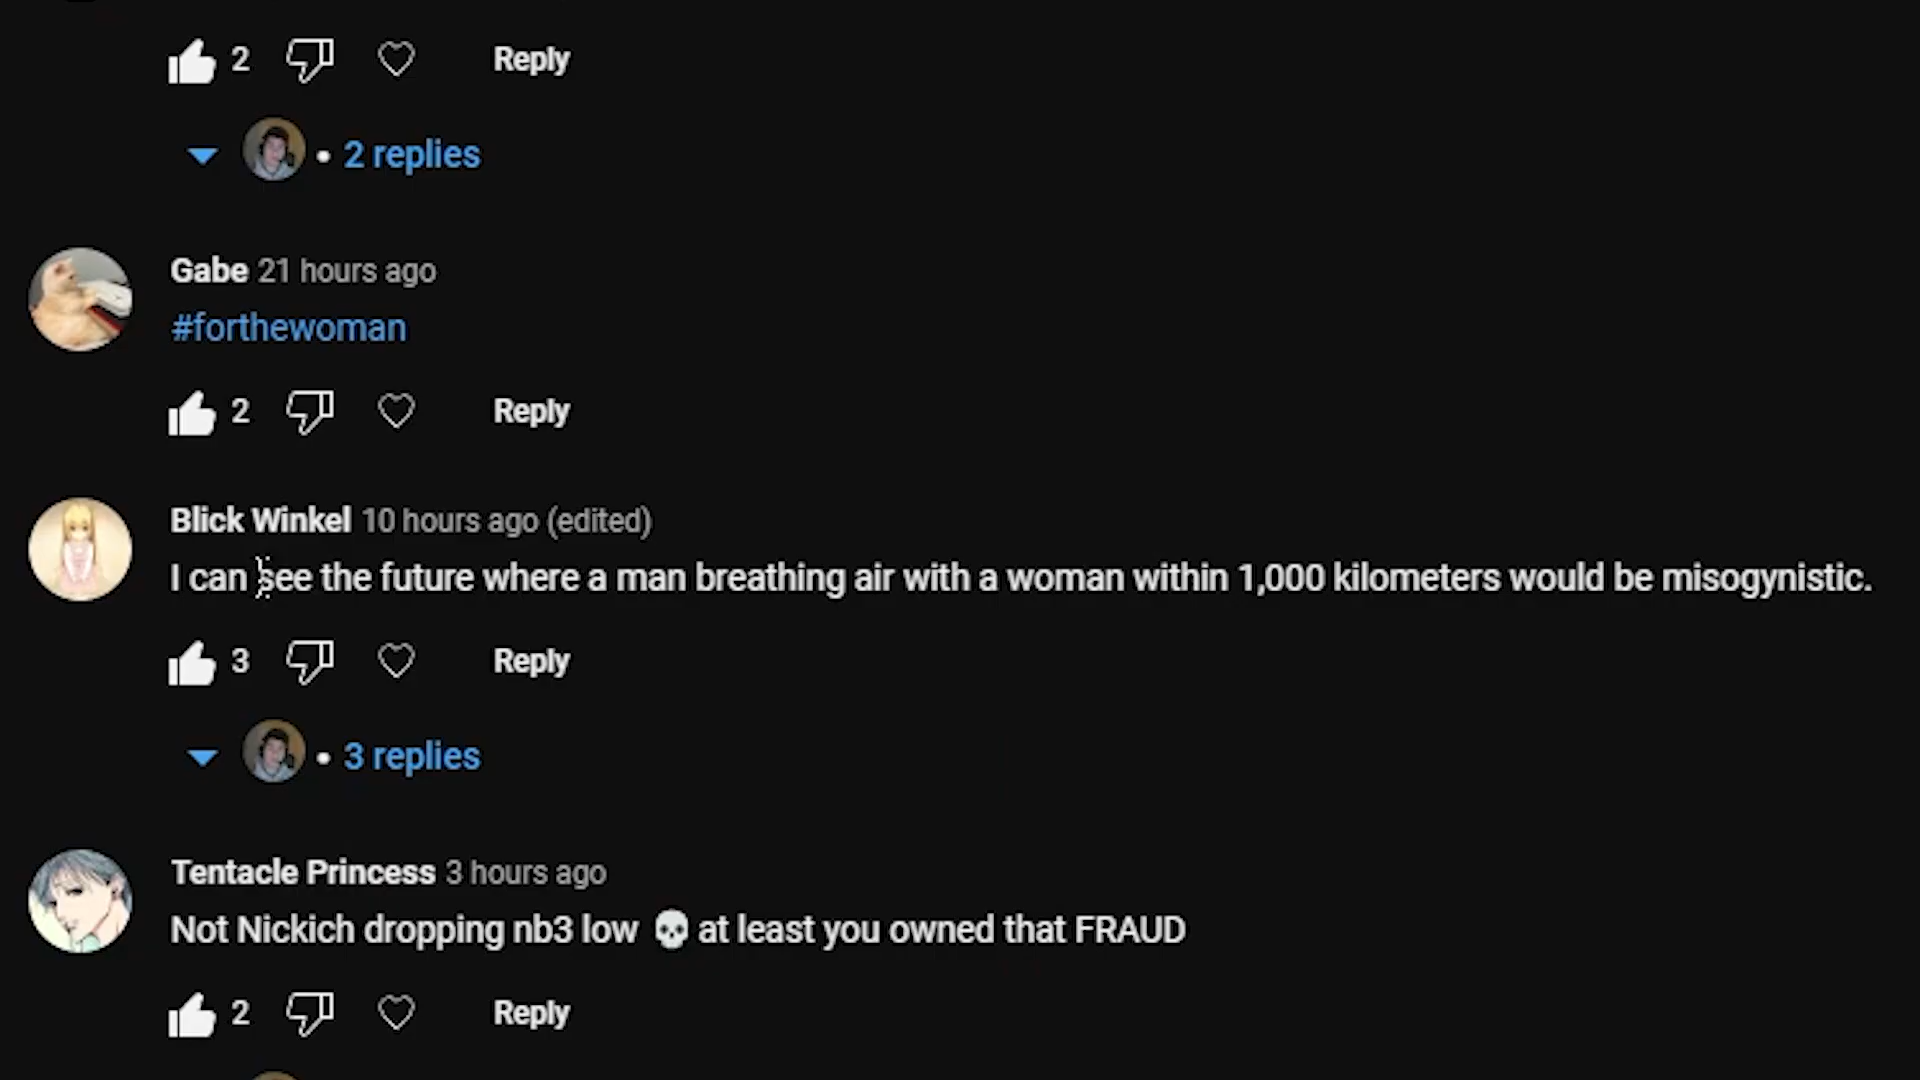 2 Reply
• 2 replies
Gabe 21 hours ago
#forthewoman
2 Reply
Blick Winkel 10 hours ago (edited)
I can see the future where a man breathing air with a woman within 1,000 kilometers would be misogynistic.
3 Reply
• 3 replies
Tentacle Princess 3 hours ago
Not Nickich dropping nb3 low 💀 at least you owned that FRAUD
2 Reply